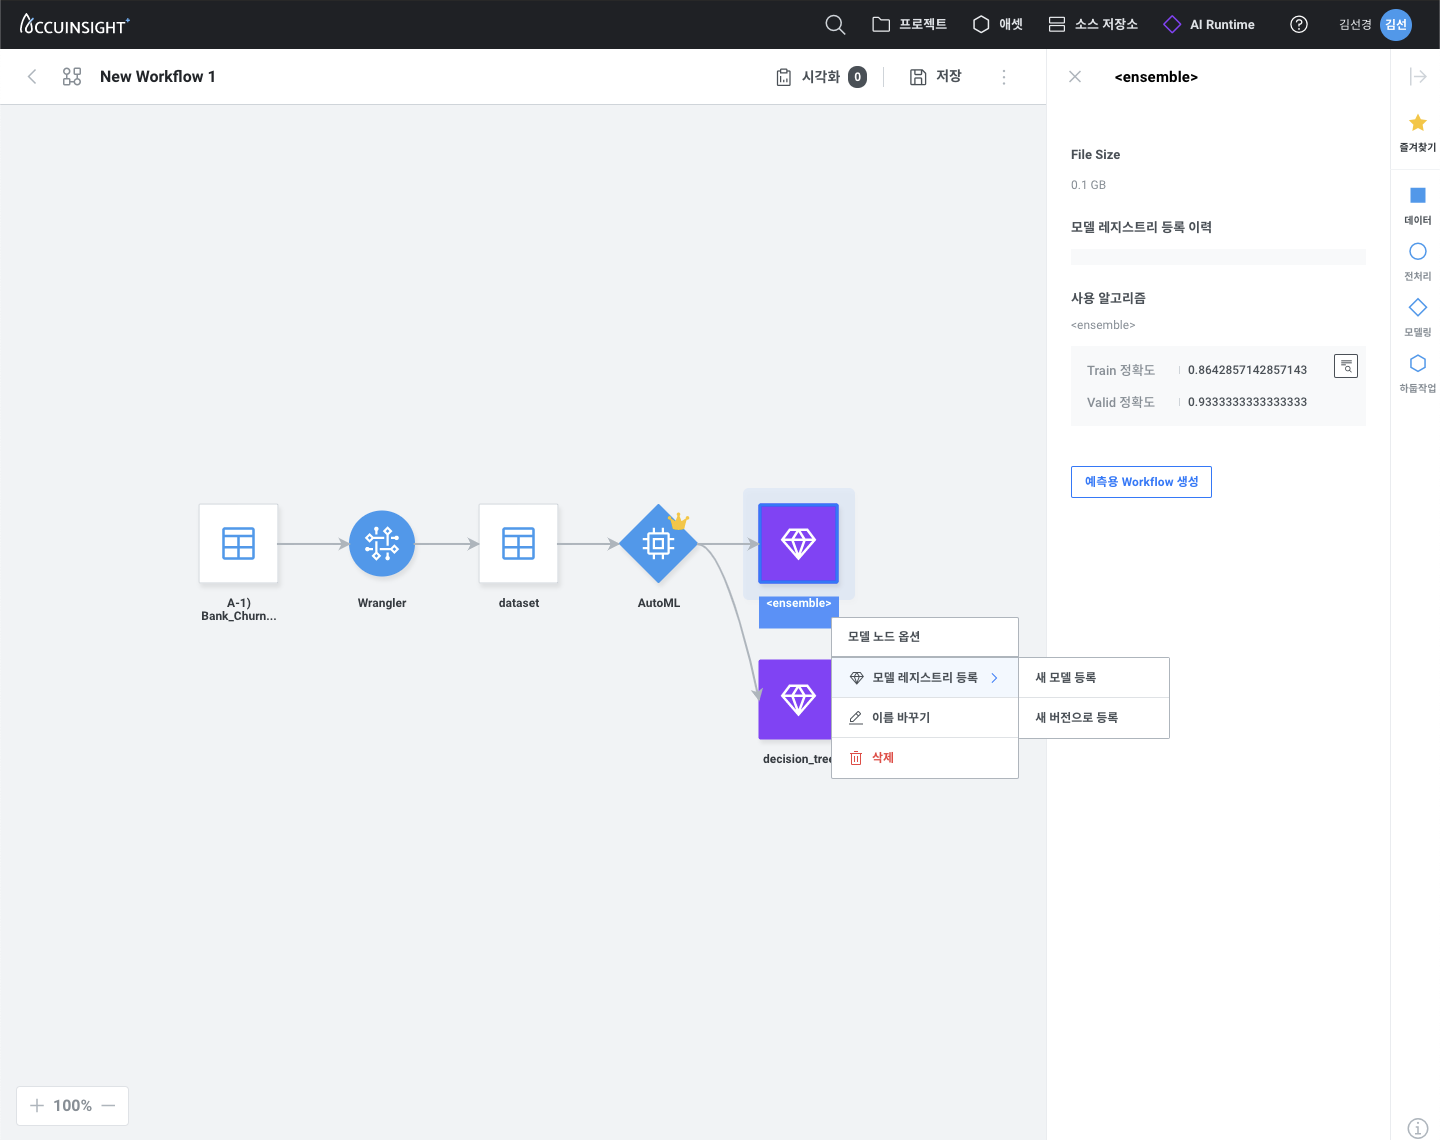 ACCUINSIGHT+
프로젝트
애셋
소스 저장소
AI Runtime
김선경
김선
New Workflow 1
시각화 0
저장
<ensemble>
File Size
0.1 GB
모델 레지스트리 등록 이력
사용 알고리즘
<ensemble>
Train 정확도 0.8642857142857143
Valid 정확도 0.9333333333333333
예측용 Workflow 생성
즐겨찾기
데이터
전처리
모델링
하둡작업
A-1)
Bank_Churn...
Wrangler
dataset
AutoML
<ensemble>
decision_tree
모델 노드 옵션
모델 레지스트리 등록
이름 바꾸기
삭제
새 모델 등록
새 버전으로 등록
100%